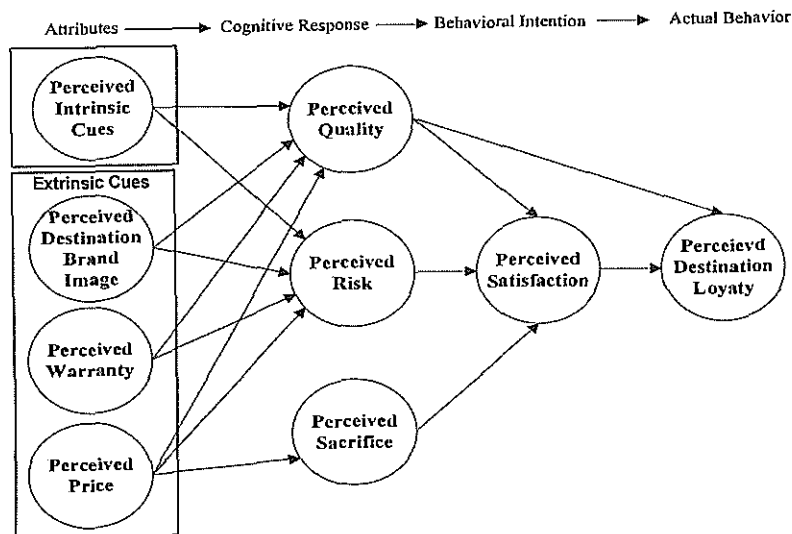 Attributes Cognitive Response Behavioral Intention Actual Behavior
Perceived
Intrinsic
Cues
Extrinsic Cues
Perceived
Destination
Brand
Image
Perceived
Warranty
Perceived
Price
Perceived
Quality
Perceived
Risk
Perceived
Sacrifice
Perceived
Satisfaction
Perceievd
Destination
Loyaty